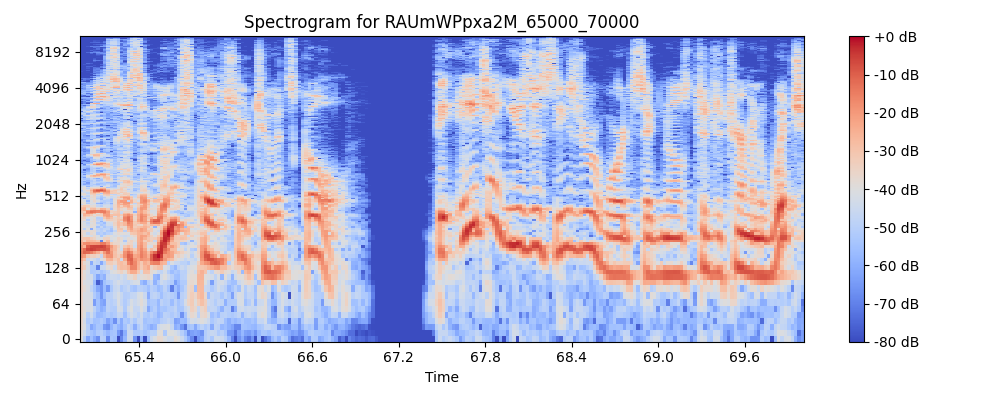 Spectrogram for RAUmWPpxa2M_65000_70000
8192
4096
2048
1024
512
256
128
64
0
Hz
65.4 66.0 66.6 67.2 67.8 68.4 69.0 69.6
Time
+0 dB
-10 dB
-20 dB
-30 dB
-40 dB
-50 dB
-60 dB
-70 dB
-80 dB